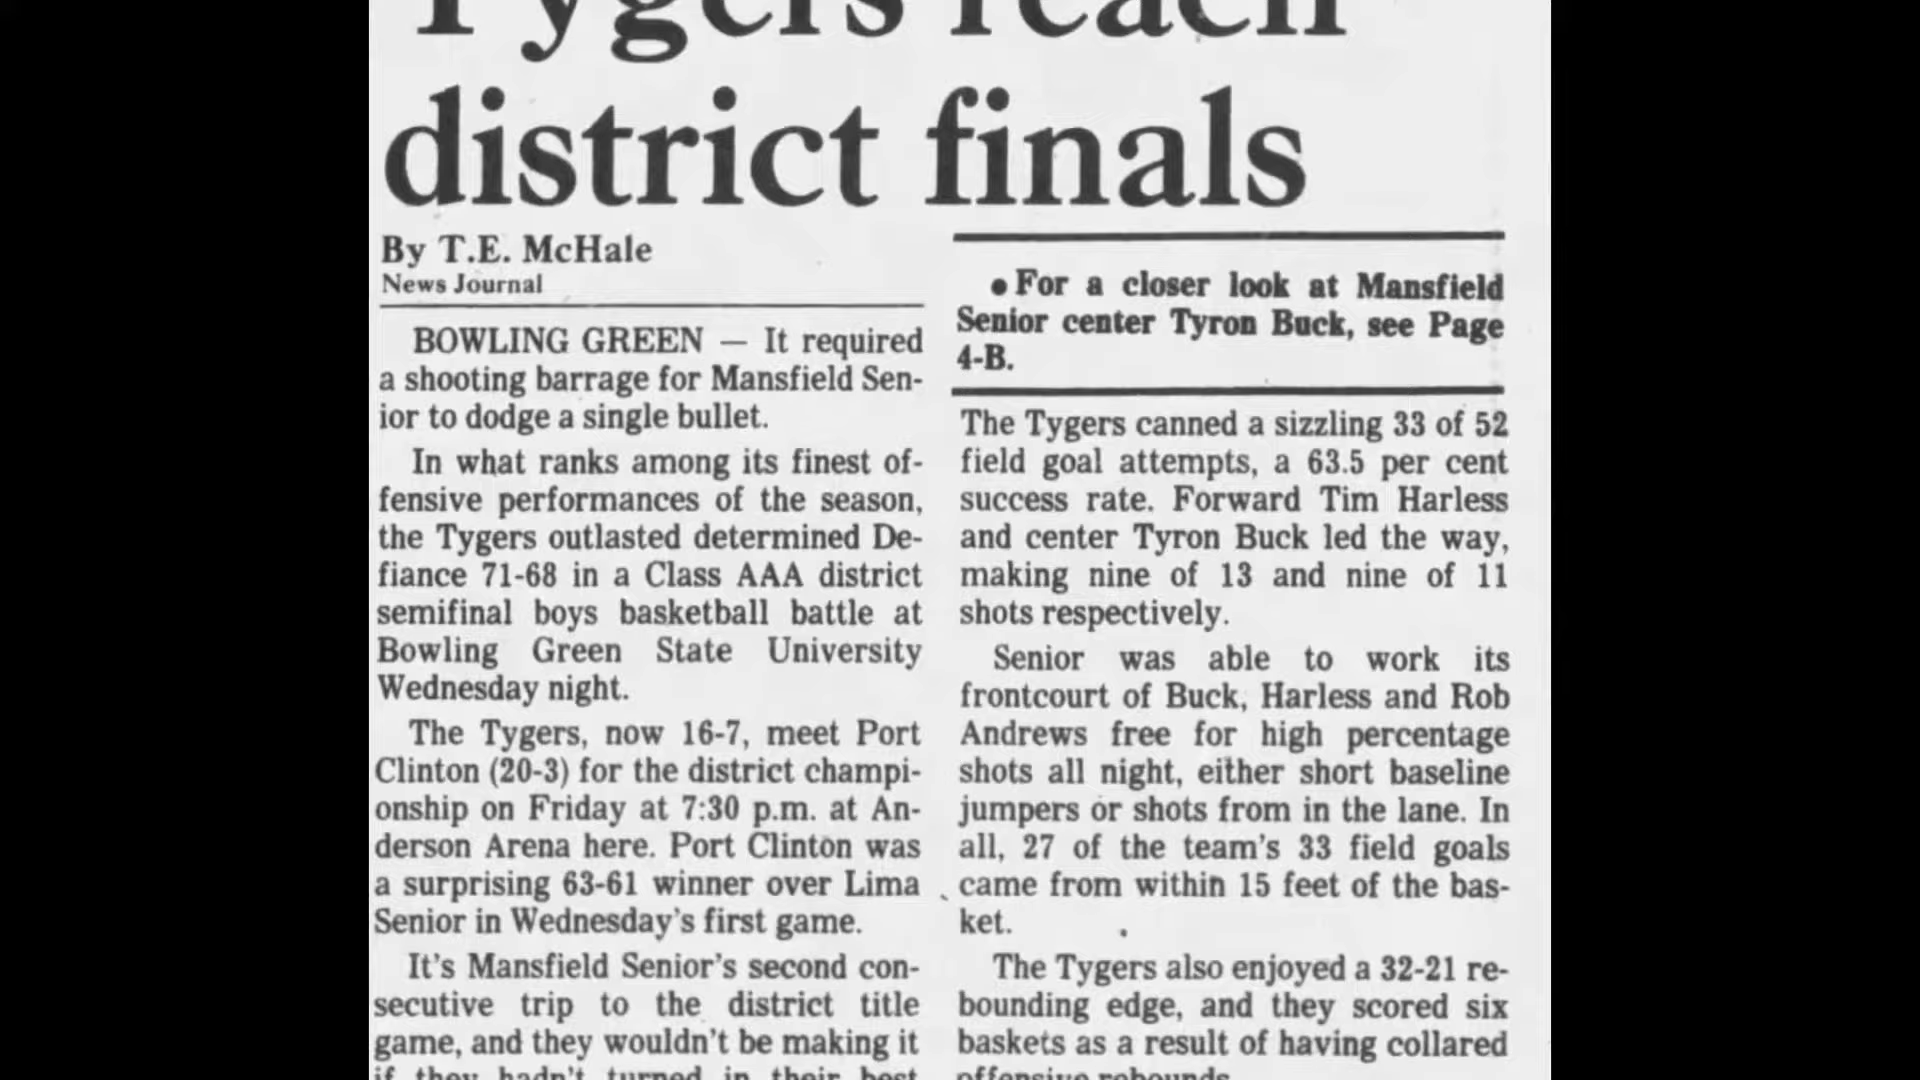 Tygers reach
district finals
By T.E. McHale
News Journal
BOWLING GREEN — It required
a shooting barrage for Mansfield Sen-
ior to dodge a single bullet.
In what ranks among its finest of-
fensive performances of the season,
the Tygers outlasted determined De-
fiance 71-68 in a Class AAA district
semifinal boys basketball battle at
Bowling Green State University
Wednesday night.
The Tygers, now 16-7, meet Port
Clinton (20-3) for the district champi-
onship on Friday at 7:30 p.m. at An-
derson Arena here. Port Clinton was
a surprising 63-61 winner over Lima
Senior in Wednesday's first game.
It's Mansfield Senior's second con-
secutive trip to the district title
game, and they wouldn't be making it
if they hadn't turned in their best
• For a closer look at Mansfield
Senior center Tyron Buck, see Page
4-B.
The Tygers canned a sizzling 33 of 52
field goal attempts, a 63.5 per cent
success rate. Forward Tim Harless
and center Tyron Buck led the way,
making nine of 13 and nine of 11
shots respectively.
Senior was able to work its
frontcourt of Buck, Harless and Rob
Andrews free for high percentage
shots all night, either short baseline
jumpers or shots from in the lane. In
all, 27 of the team's 33 field goals
came from within 15 feet of the bas-
ket.
The Tygers also enjoyed a 32-21 re-
bounding edge, and they scored six
baskets as a result of having collared
offensive rebounds.